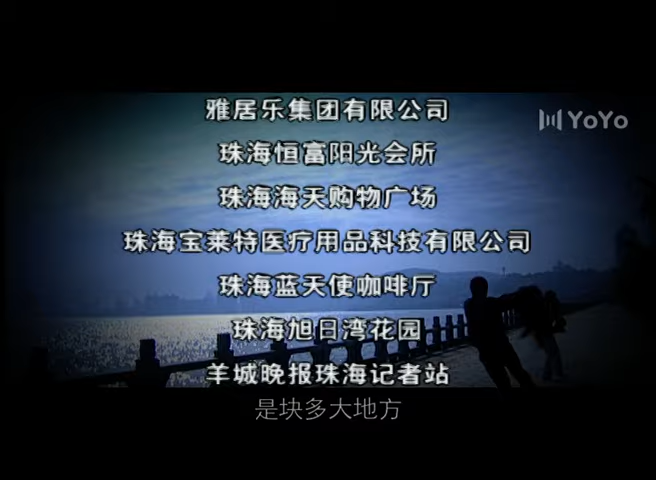 雅居乐集团有限公司
YoYo
珠海恒富阳光会所
珠海海天购物广场
珠海宝莱特医疗用品科技有限公司
珠海蓝天使咖啡厅
珠海旭日湾花园
羊城晚报珠海记者站
是块多大地方